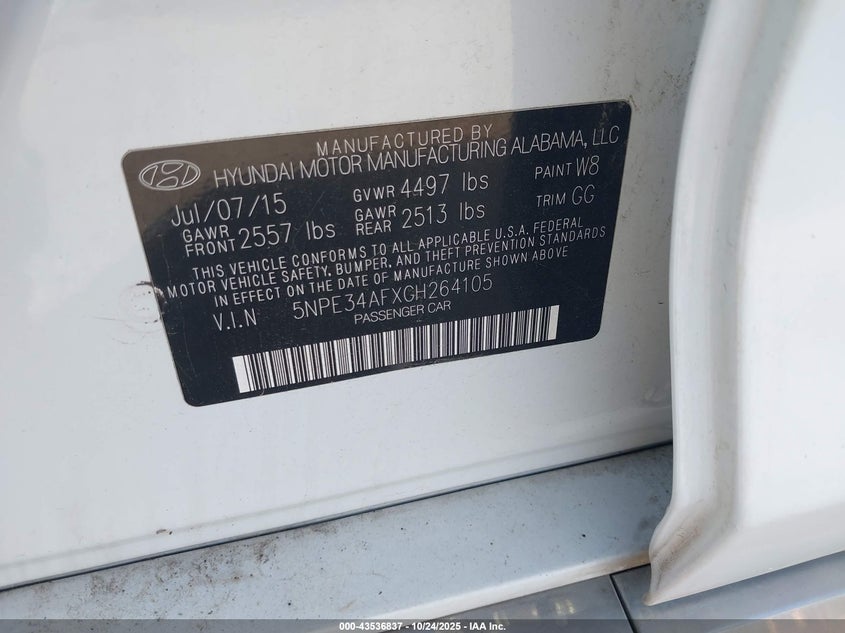 MANUFACTURED BY
HYUNDAI MOTOR MANUFACTURING ALABAMA, LLC
Jul/07/15 GVWR 4497 lbs PAINT W8
GAWR FRONT 2557 lbs GAWR REAR 2513 lbs TRIM GG
THIS VEHICLE CONFORMS TO ALL APPLICABLE U.S.A. FEDERAL
MOTOR VEHICLE SAFETY, BUMPER, AND THEFT PREVENTION STANDARDS
IN EFFECT ON THE DATE OF MANUFACTURE SHOWN ABOVE
V.I.N 5NPE34AFXGH264105
PASSENGER CAR
000-43536837 - 10/24/2025 - IAA Inc.